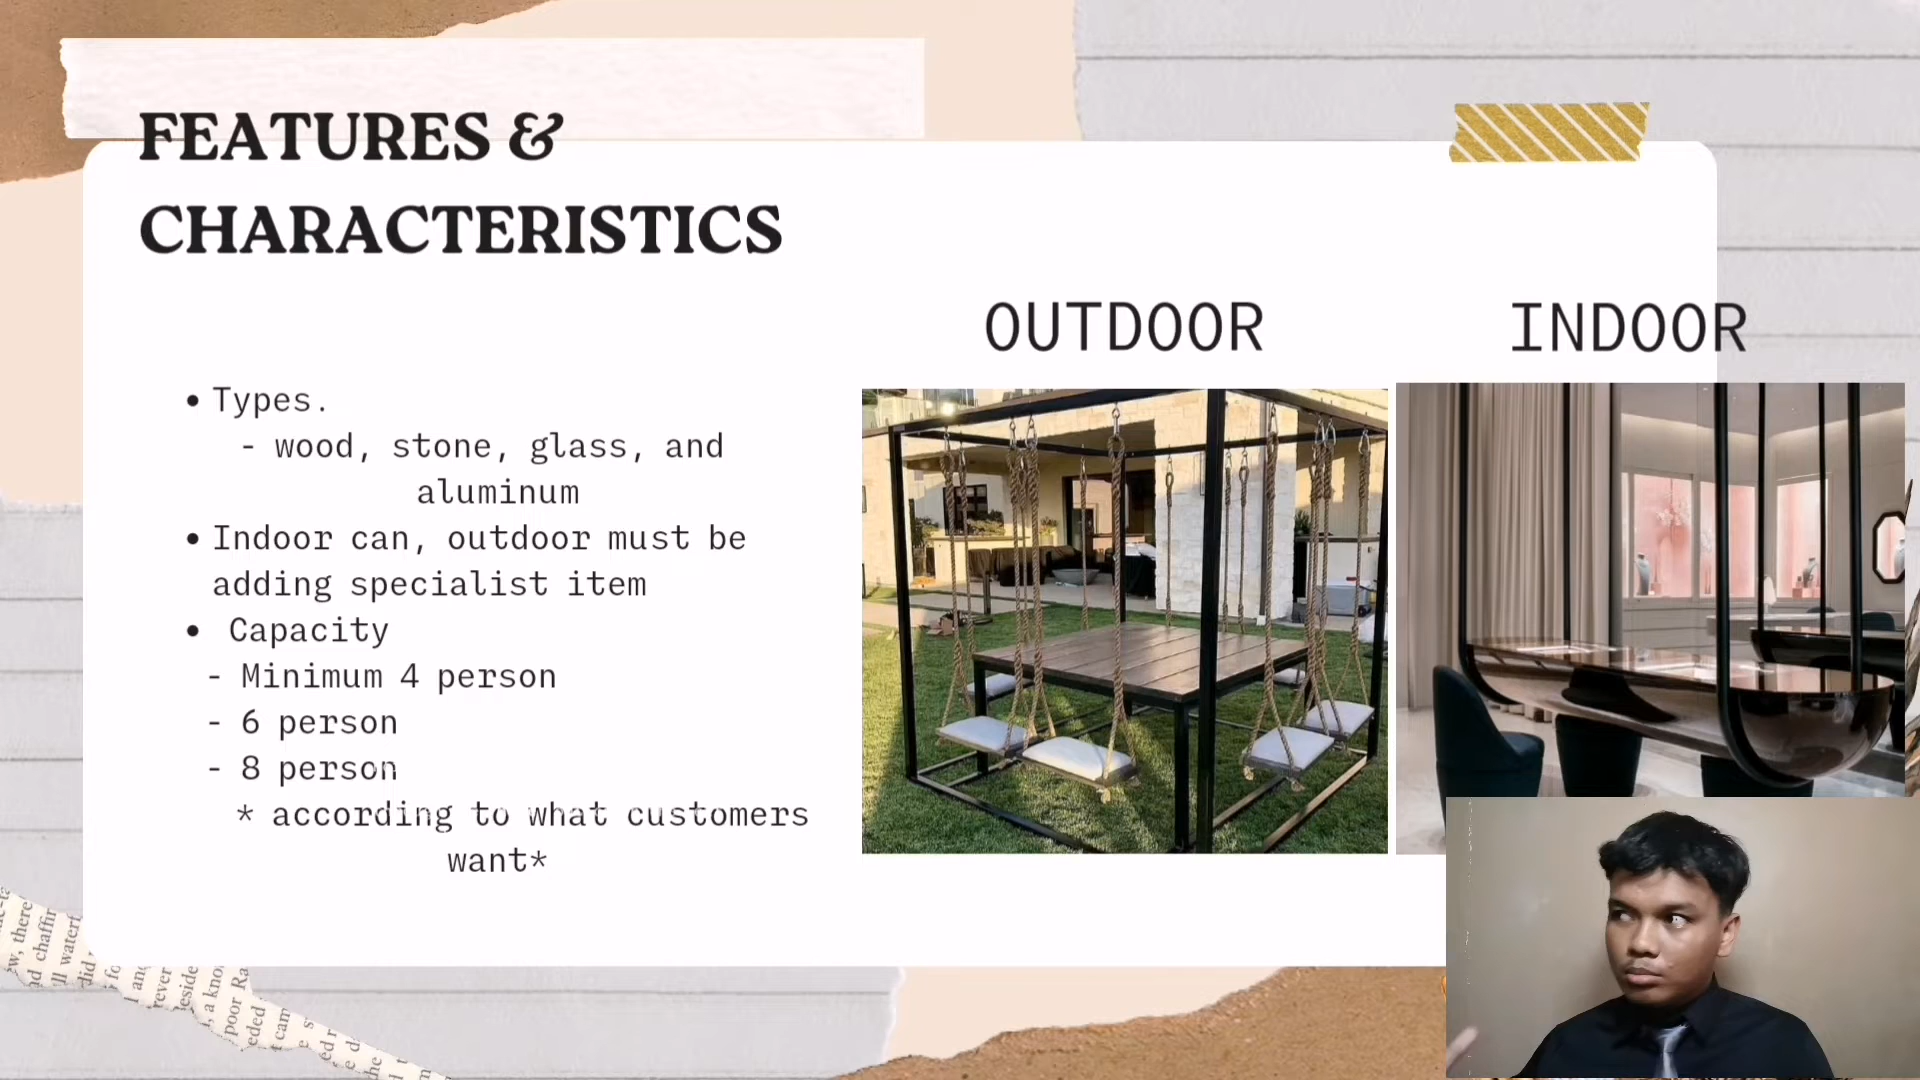 FEATURES &
CHARACTERISTICS
OUTDOOR
INDOOR
• Types.
- wood, stone, glass, and
aluminum
• Indoor can, outdoor must be
adding specialist item
• Capacity
- Minimum 4 person
- 6 person
- 8 person
* according to what customers
want*